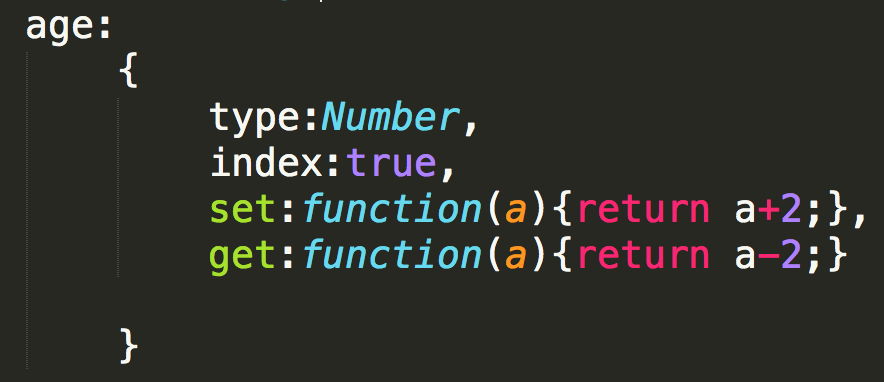 age:
{
type:Number,
index:true,
set:function(a){return a+2;},
get:function(a){return a-2;}
}